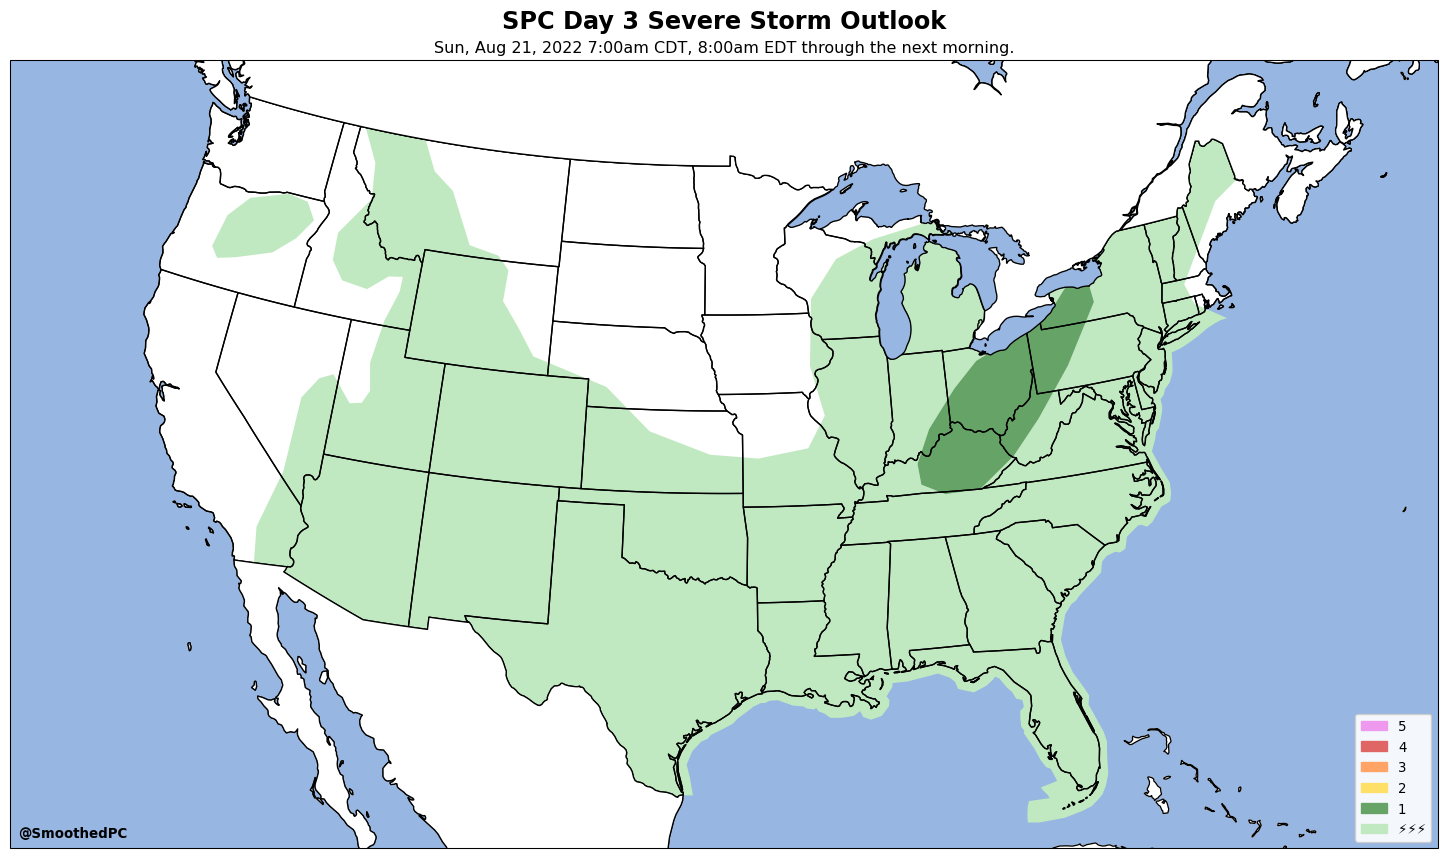 SPC Day 3 Severe Storm Outlook
Sun, Aug 21, 2022 7:00am CDT, 8:00am EDT through the next morning.
5
4
3
2
1
⚡⚡⚡
@SmoothedPC